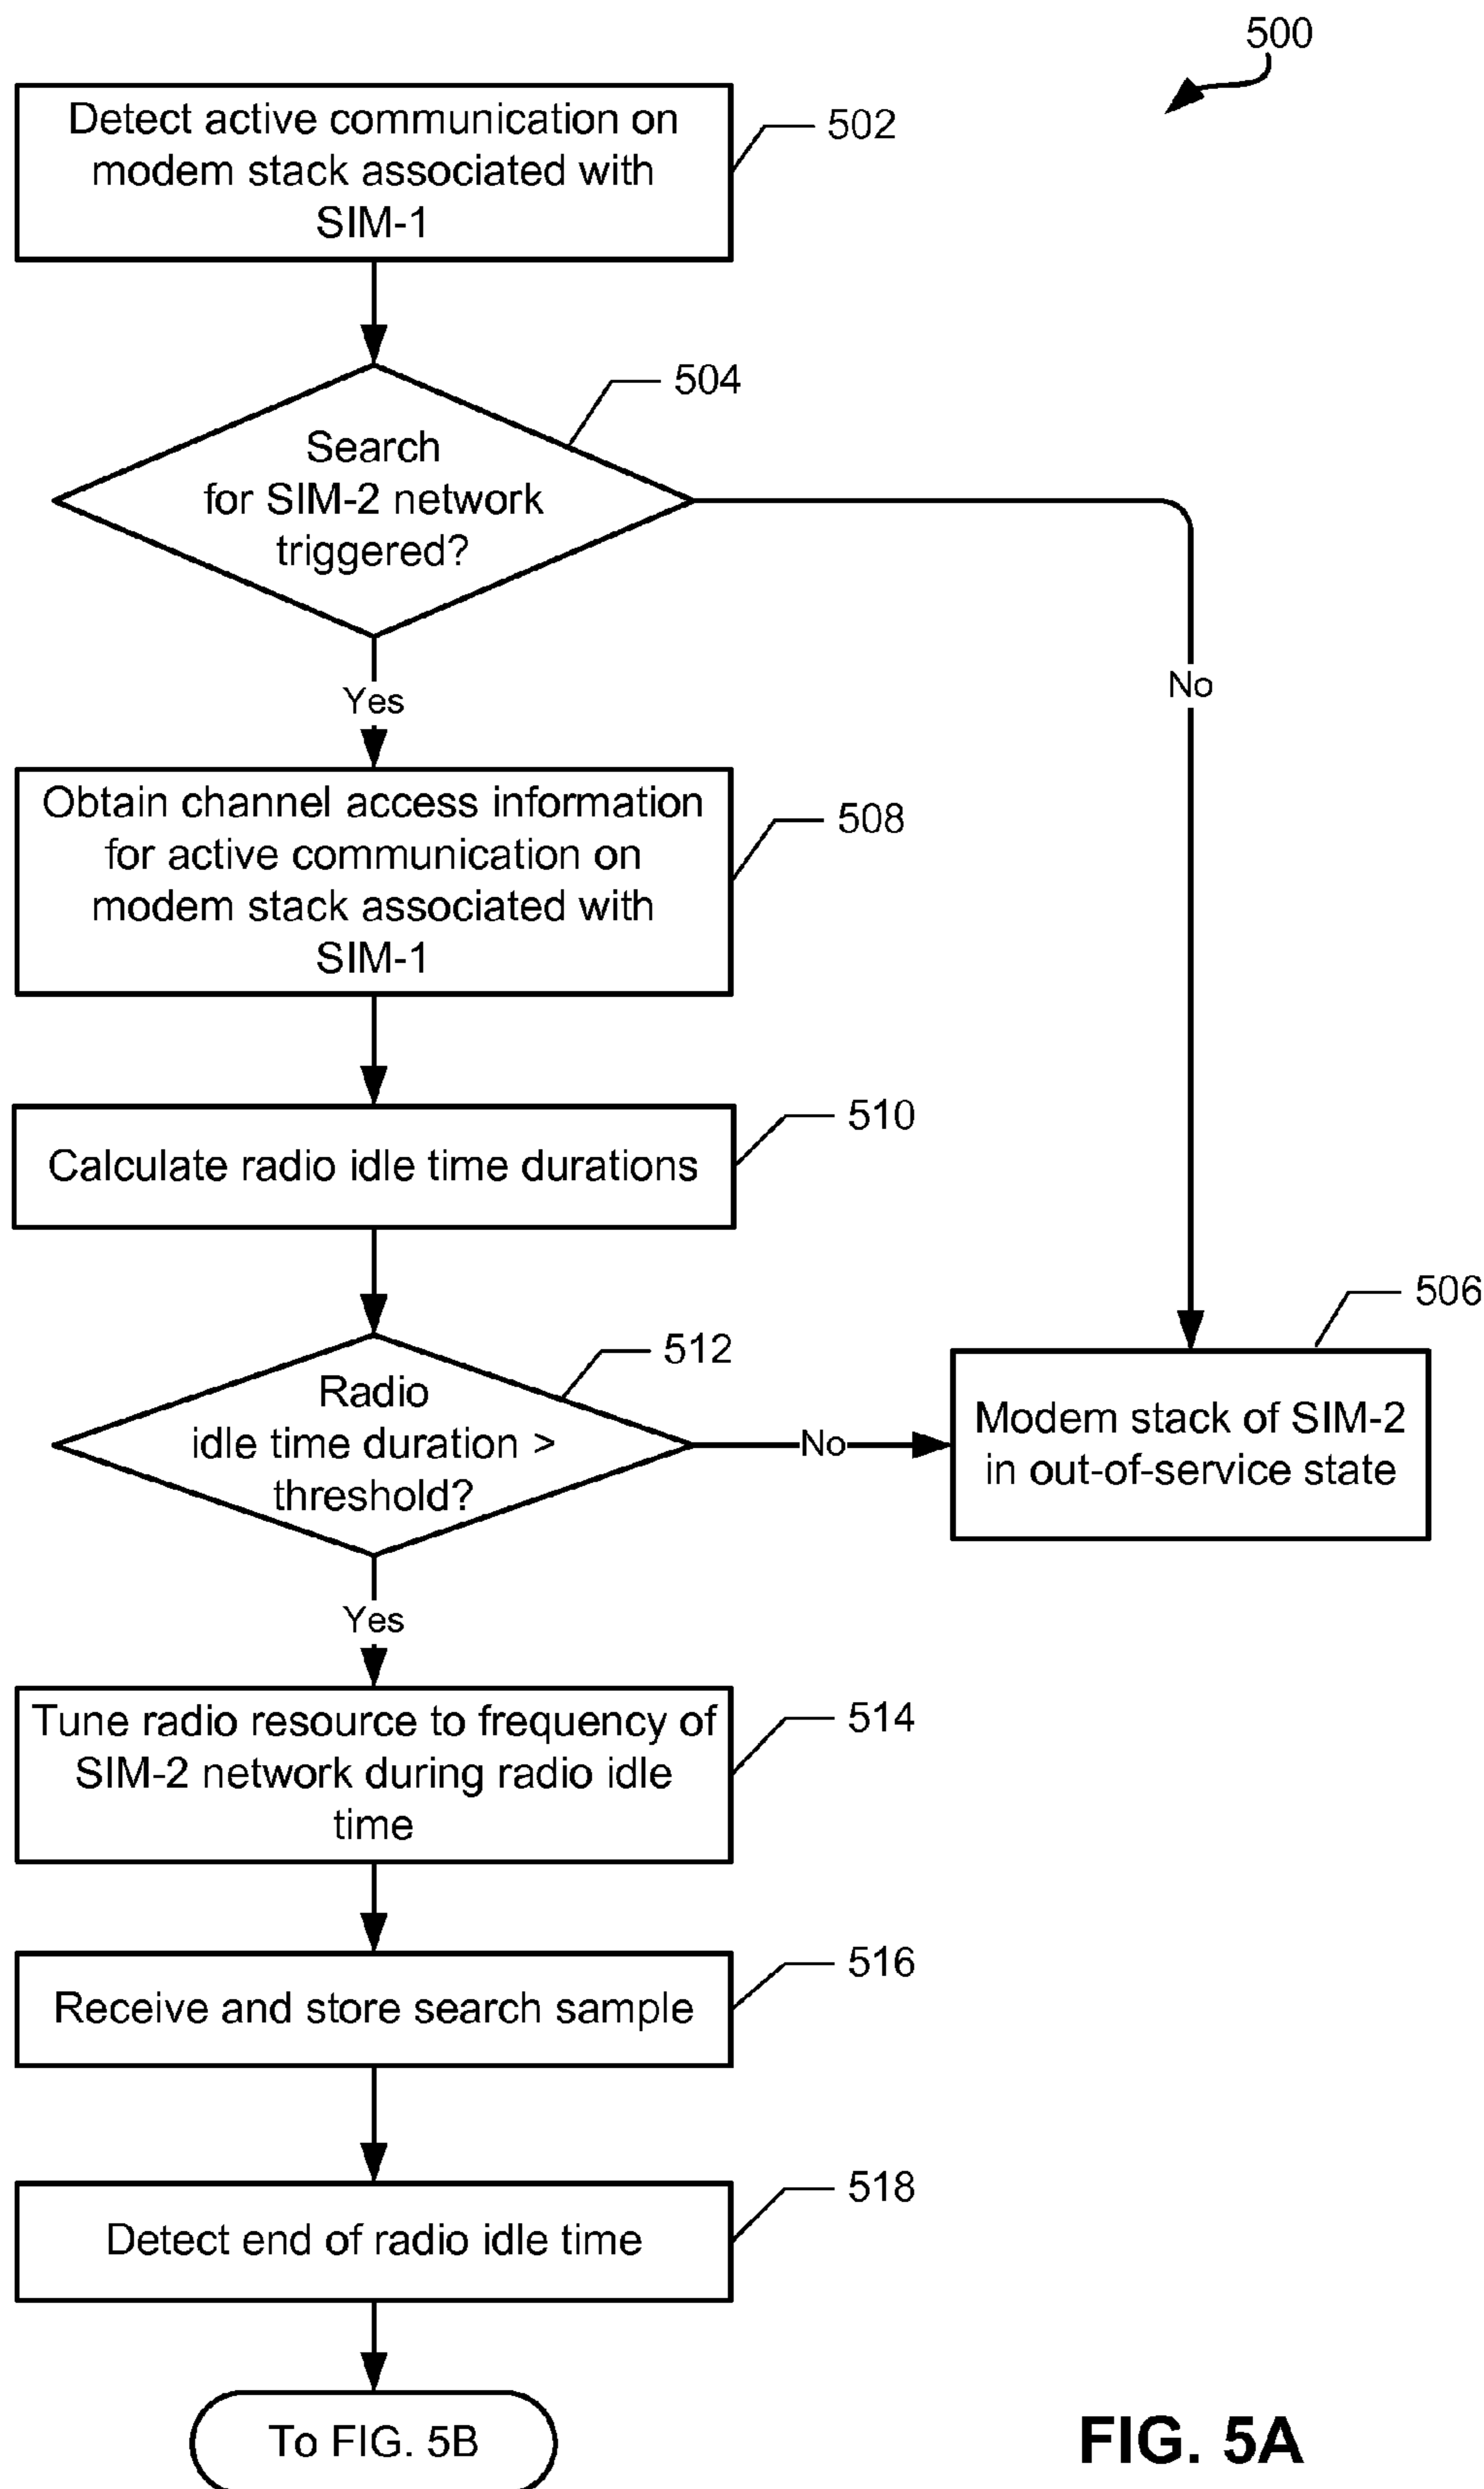 500
Detect active communication on
modem stack associated with
SIM-1
502
504
Search
for SIM-2 network
triggered?
Yes
No
Obtain channel access information
for active communication on
modem stack associated with
SIM-1
508
510
Calculate radio idle time durations
506
512
Radio
idle time duration >
threshold?
No
Modem stack of SIM-2
in out-of-service state
Yes
Tune radio resource to frequency of
SIM-2 network during radio idle
time
514
516
Receive and store search sample
518
Detect end of radio idle time
To FIG. 5B
FIG. 5A